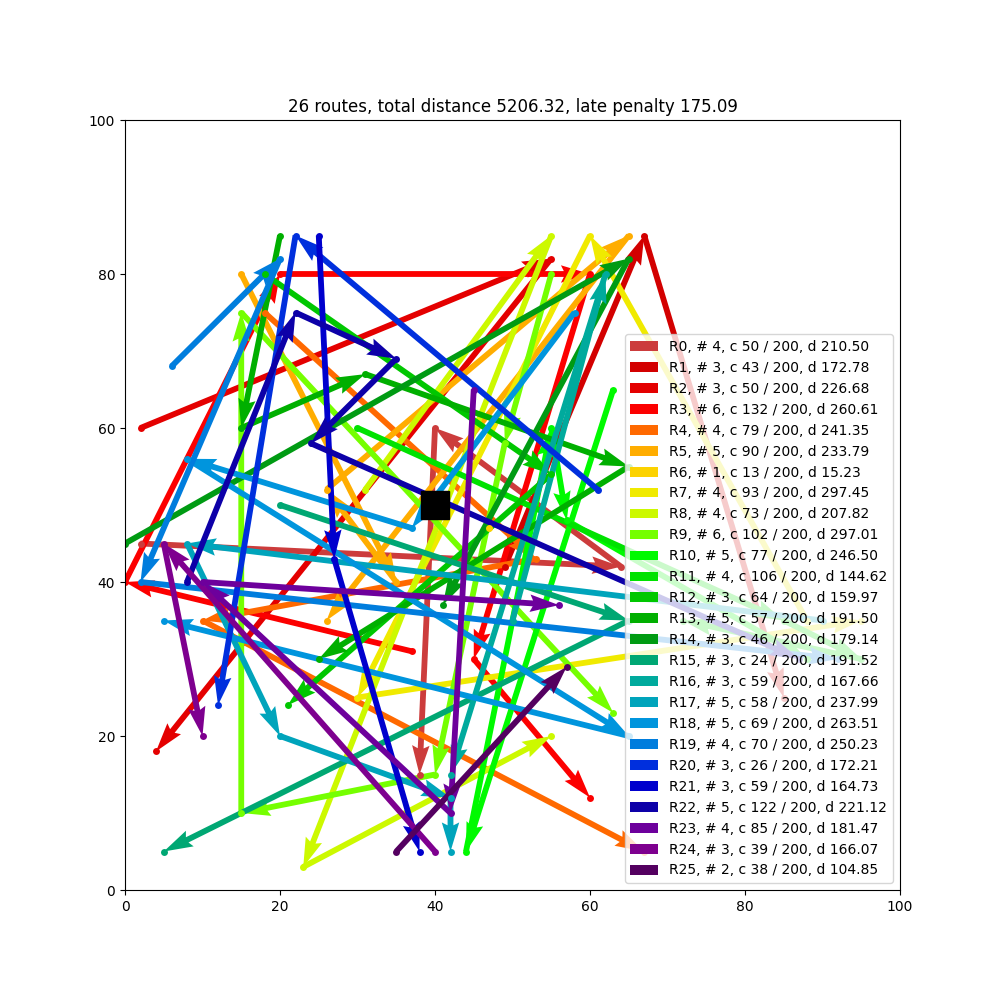 26 routes, total distance 5206.32, late penalty 175.09
100
80
60
40
20
0
0 20 40 60 80 100
R0, # 4, c 50 / 200, d 210.50
R1, # 3, c 43 / 200, d 172.78
R2, # 3, c 50 / 200, d 226.68
R3, # 6, c 132 / 200, d 260.61
R4, # 4, c 79 / 200, d 241.35
R5, # 5, c 90 / 200, d 233.79
R6, # 1, c 13 / 200, d 15.23
R7, # 4, c 93 / 200, d 297.45
R8, # 4, c 73 / 200, d 207.82
R9, # 6, c 102 / 200, d 297.01
R10, # 5, c 77 / 200, d 246.50
R11, # 4, c 106 / 200, d 144.62
R12, # 3, c 64 / 200, d 159.97
R13, # 5, c 57 / 200, d 191.50
R14, # 3, c 46 / 200, d 179.14
R15, # 3, c 24 / 200, d 191.52
R16, # 3, c 59 / 200, d 167.66
R17, # 5, c 58 / 200, d 237.99
R18, # 5, c 69 / 200, d 263.51
R19, # 4, c 70 / 200, d 250.23
R20, # 3, c 26 / 200, d 172.21
R21, # 3, c 59 / 200, d 164.73
R22, # 5, c 122 / 200, d 221.12
R23, # 4, c 85 / 200, d 181.47
R24, # 3, c 39 / 200, d 166.07
R25, # 2, c 38 / 200, d 104.85